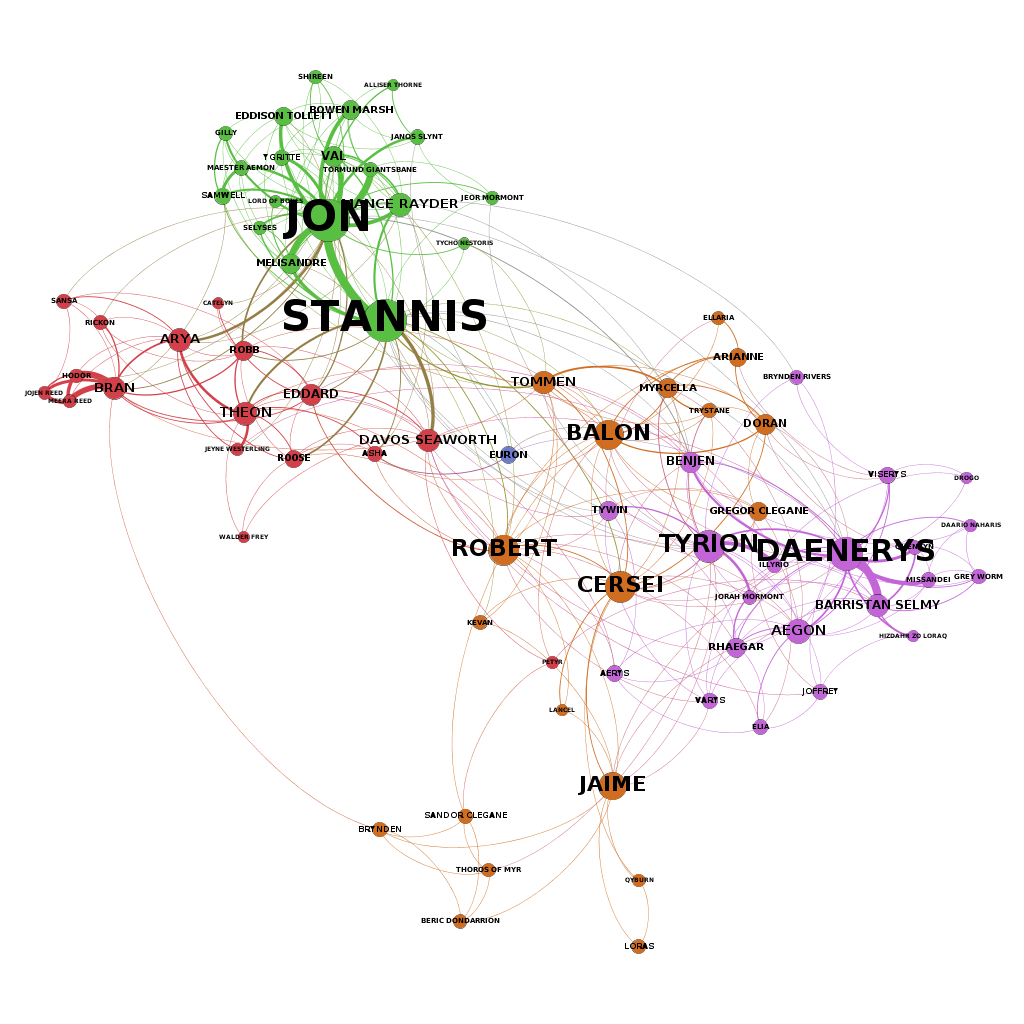 SHIREEN
ALLISER THORNE
EDDISON TOLLETT
BOWEN MARSH
GILLY
JANOS SLYNT
YGRITTE
VAL
MAESTER AEMON
TORMUND GIANTSBANE
SAMWELL
LORD OF BONES
JEOR MORMONT
JON
MANCE RAYDER
SELYSES
TYCHO NESTORIS
MELISANDRE
SANSA
CATELYN
STANNIS
RICKON
ELLARIA
ARYA
ROBB
ARIANNE
HODOR
BRAN
JOJEN REED
MEERA REED
EDDARD
TOMMEN
MYRCELLA
BRYNDEN RIVERS
THEON
TRYSTANE
DORAN
DAVOS SEAWORTH
BALON
JEYNE WESTERLING
ROOSE
ASHA
EURON
BENJEN
VISERYS
DROGO
WALDER FREY
TYWIN
GREGOR CLEGANE
DAARIO NAHARIS
ROBERT
TYRION
DAENERYS
ILLYRIO
CERSEI
MISSANDEI
GREY WORM
JORAH MORMONT
BARRISTAN SELMY
KEVAN
AEGON
HIZDAHR ZO LORAQ
RHAEGAR
PETYR
AERYS
JOFFREY
VARYS
LANCEL
ELIA
JAIME
SANDOR CLEGANE
BRYNDEN
THOROS OF MYR
QYBURN
BERIC DONDARRION
LORAS